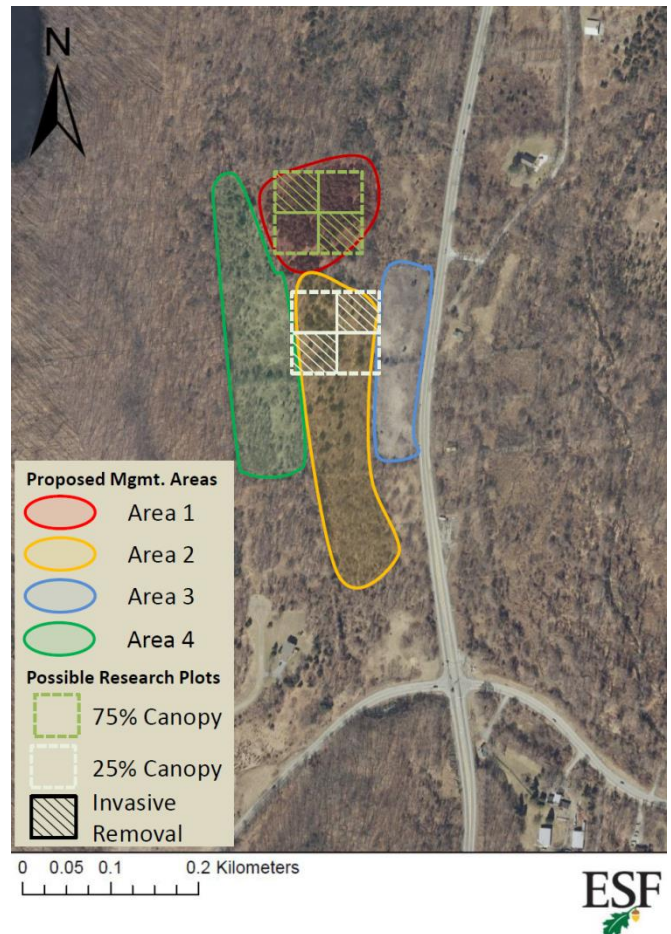 N
Proposed Mgmt. Areas
Area 1
Area 2
Area 3
Area 4
Possible Research Plots
75% Canopy
25% Canopy
Invasive
Removal
0 0.05 0.1 0.2 Kilometers
ESF